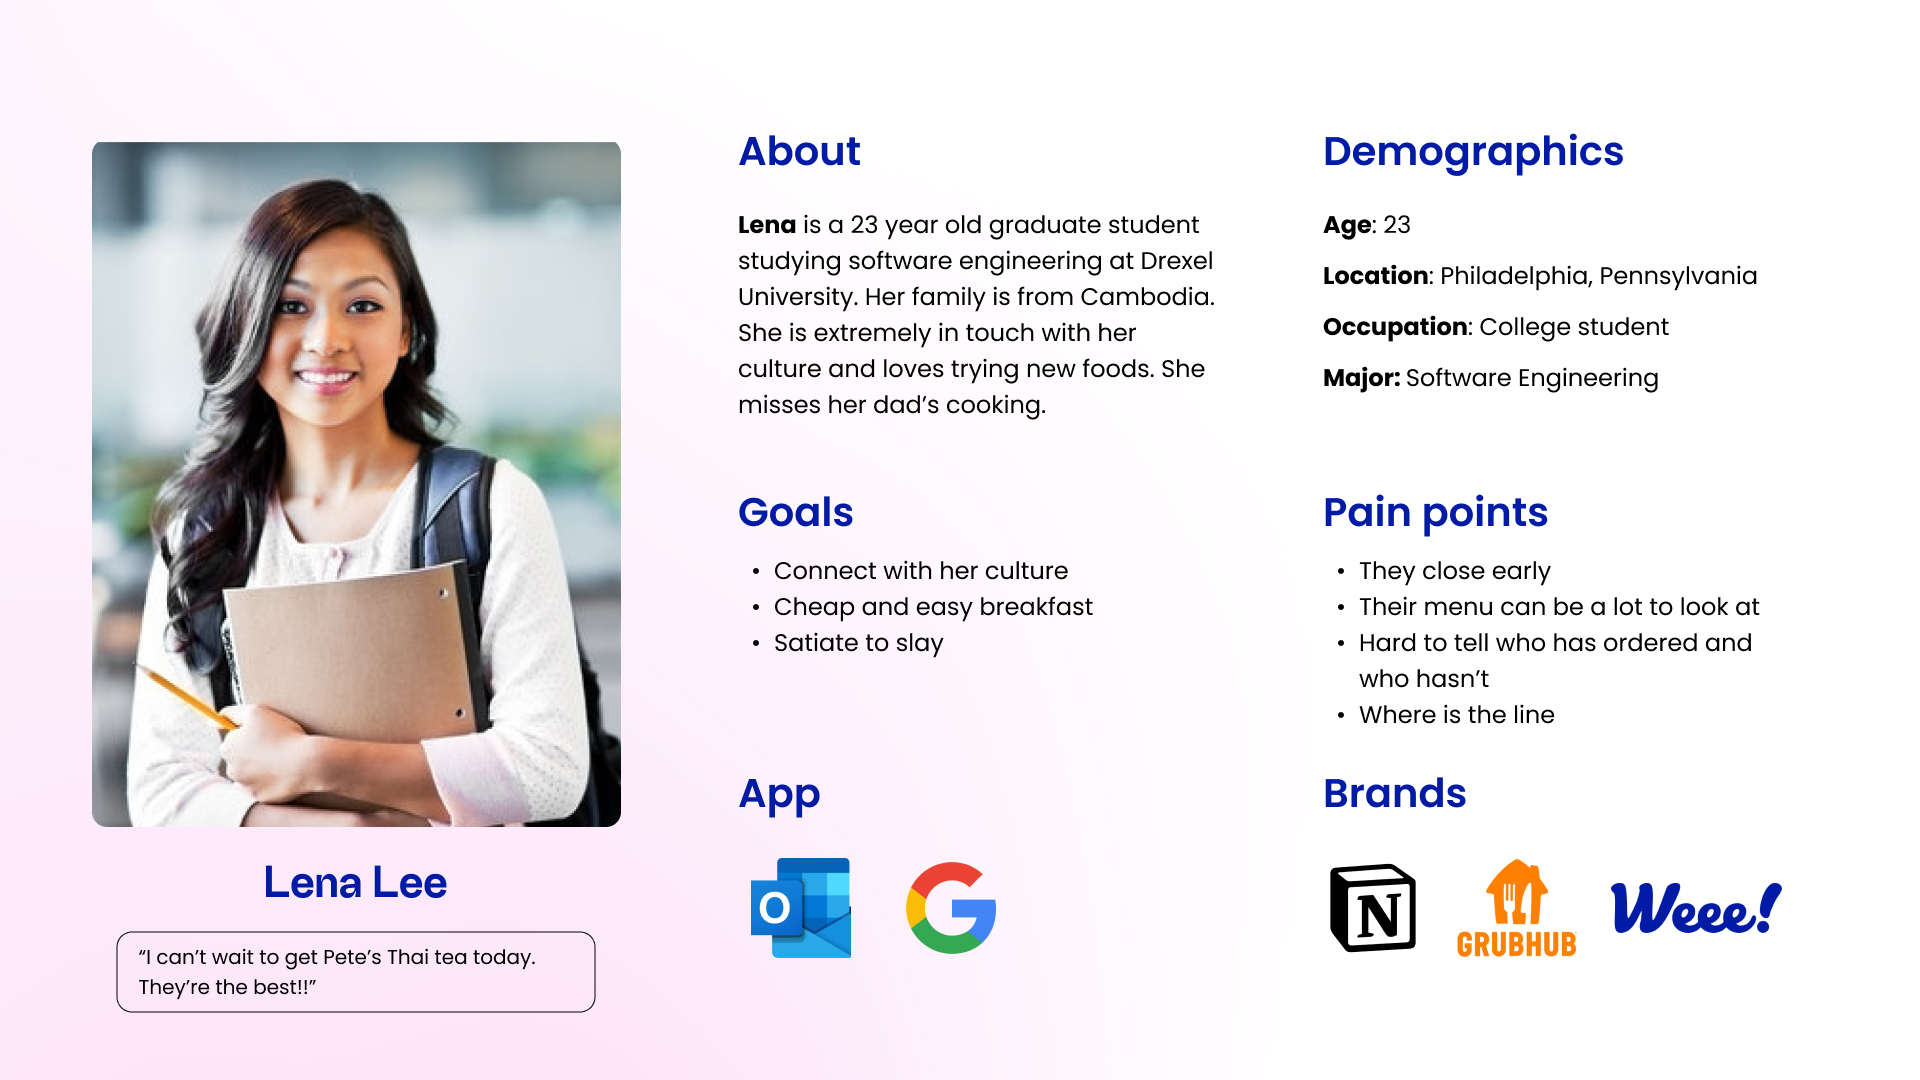 About
Lena is a 23 year old graduate student
studying software engineering at Drexel
University. Her family is from Cambodia.
She is extremely in touch with her
culture and loves trying new foods. She
misses her dad’s cooking.
Demographics
Age: 23
Location: Philadelphia, Pennsylvania
Occupation: College student
Major: Software Engineering
Goals
• Connect with her culture
• Cheap and easy breakfast
• Satiate to slay
Pain points
• They close early
• Their menu can be a lot to look at
• Hard to tell who has ordered and
who hasn’t
• Where is the line
Lena Lee
“I can’t wait to get Pete’s Thai tea today.
They’re the best!!”
App
O
G
Brands
N
GRUBHUB
Weee!